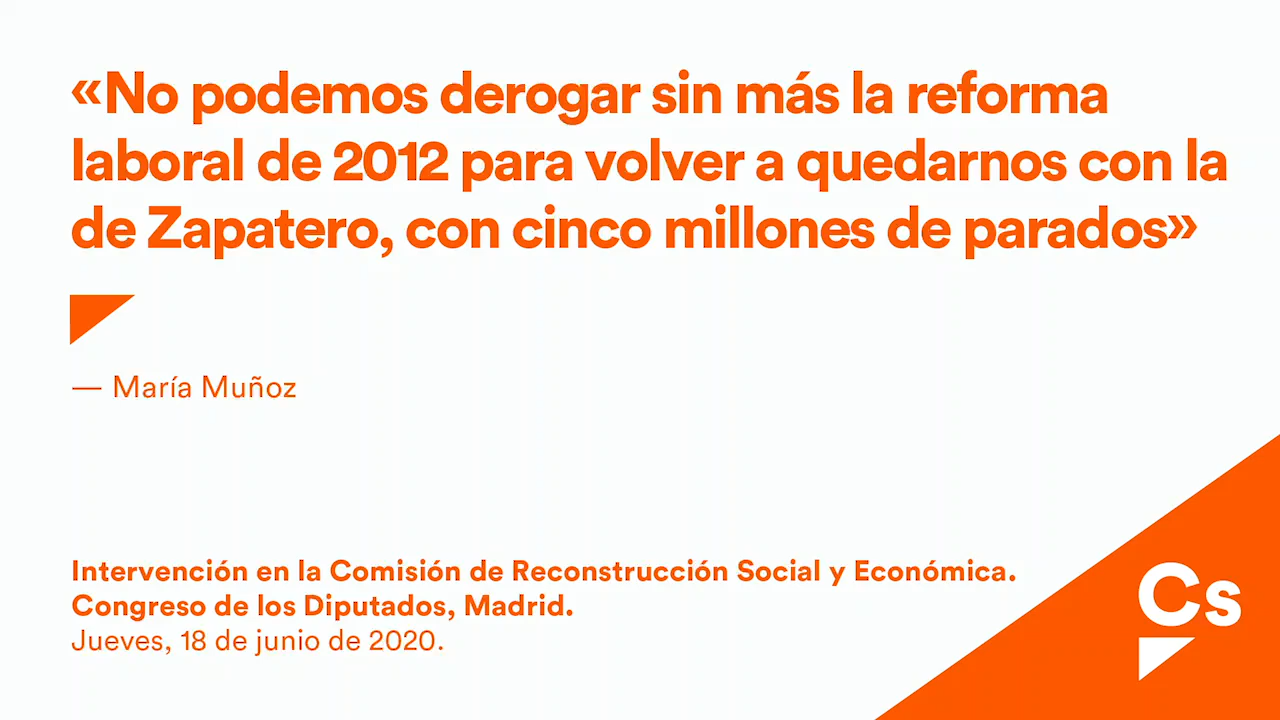 «No podemos derogar sin más la reforma
laboral de 2012 para volver a quedarnos con la
de Zapatero, con cinco millones de parados»
— María Muñoz
Intervención en la Comisión de Reconstrucción Social y Económica.
Congreso de los Diputados, Madrid.
Jueves, 18 de junio de 2020.
Cs